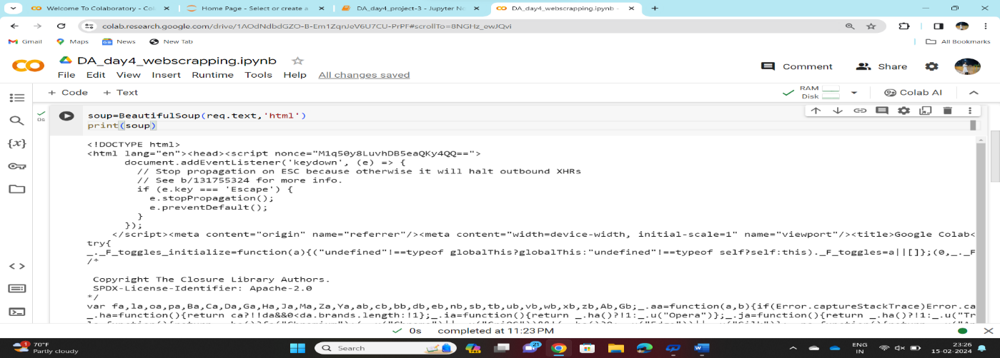 Welcome To Colaboratory - Co
Home Page - Select or create a
DA_day4_project-3 - Jupyter No
DA_day4_webscrapping.ipynb -
colab.research.google.com/drive/1AOdNdbdGZO-B-Em1ZqnJeV6U7CU-PrPF#scrollTo=8NGHz_ewJQvi
Gmail Maps News New Tab All Bookmarks
DA_day4_webscrapping.ipynb
File Edit View Insert Runtime Tools Help All changes saved
Comment Share
+ Code + Text
RAM
Disk
Colab AI
0s
soup=BeautifulSoup(req.text,'html')
print(soup)
<!DOCTYPE html>
<html lang="en"><head><script nonce="M1q50y8LuvhDB5eaQKy4QQ==">
document.addEventListener('keydown', (e) => {
// Stop propagation on ESC because otherwise it will halt outbound XHRs
// See b/131755324 for more info.
if (e.key === 'Escape') {
e.stopPropagation();
e.preventDefault();
}
});
</script><meta content="origin" name="referrer"/><meta content="width=device-width, initial-scale=1" name="viewport"/><title>Google Colab<
try{
_._F_toggles_initialize=function(a){("undefined"!==typeof globalThis?globalThis:"undefined"!==typeof self?self:this)._F_toggles=a||[]};(0,_._F
/*
Copyright The Closure Library Authors.
SPDX-License-Identifier: Apache-2.0
*/
var fa,la,oa,pa,Ba,Ca,Da,Ga,Ha,Ja,Ma,Za,Ya,ab,cb,bb,db,eb,nb,sb,tb,ub,vb,wb,xb,zb,Ab,Gb;_.aa=function(a,b){if(Error.captureStackTrace)Error.ca
_.ha=function(){return ca?!!da&&0<da.brands.length:!1};_.ia=function(){return _.ha()?!1:_.u("Opera")};_.ja=function(){return _.ha()?!1:_.u("Tr
0s completed at 11:23 PM
1
70°F
Partly cloudy
Search
21
ENG
IN
23:26
15-02-2024